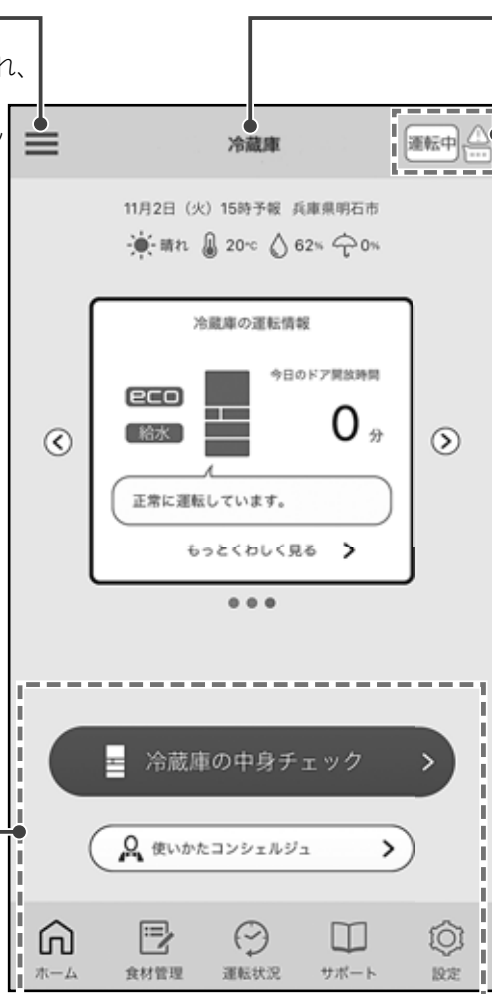 れ、
冷蔵庫
運転中
11月2日（火）15時予報 兵庫県明石市
晴れ 20℃ 62% 0%
冷蔵庫の運転情報
今日のドア開放時間
eco
給水
0分
正常に運転しています。
もっとくわしく見る
冷蔵庫の中身チェック
使いかたコンシェルジュ
ホーム 食材管理 運転状況 サポート 設定